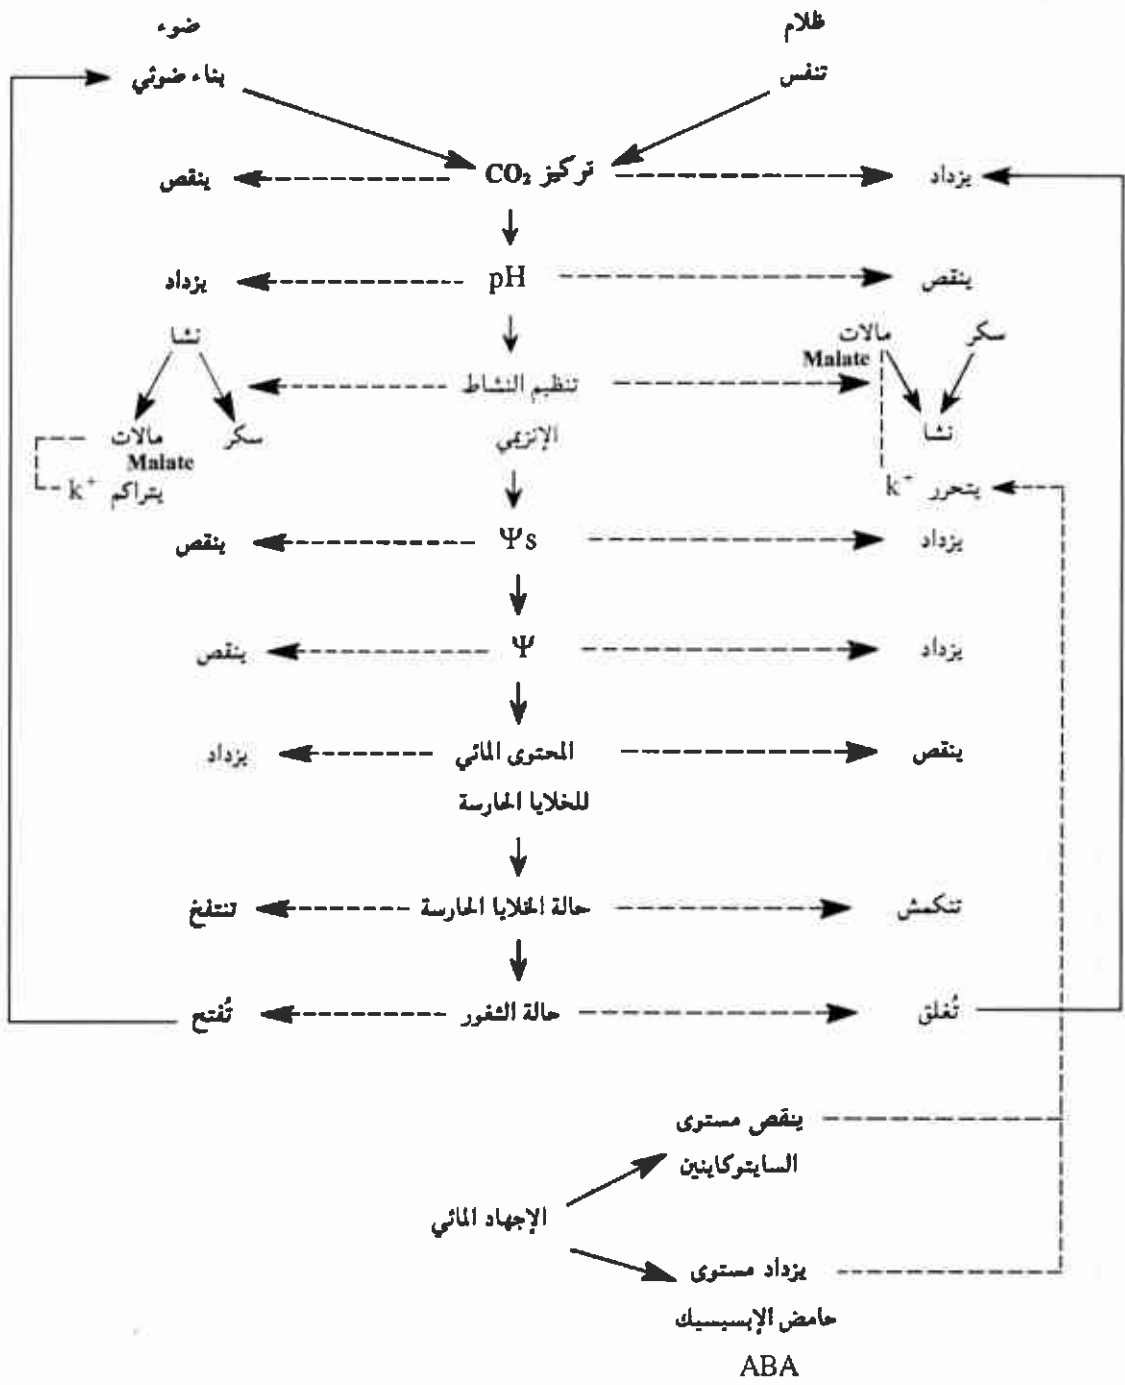 ظلام
ضوء
تنفس
بناء ضوئي
يزداد
تركيز CO₂
ينقص
ينقص
pH
يزداد
سكر
مالات
Malate
نشا
نشا
تنظيم النشاط
الإنزيمي
سكر
مالات
Malate
يتحرر k⁺
يتراكم k⁺
يزداد
Ψs
ينقص
يزداد
Ψ
ينقص
ينقص
المحتوى المائي
للخلايا الحارسة
يزداد
تنكمش
حالة الخلايا الحارسة
تنتفخ
تُغلق
حالة الثغور
تُفتح
ينقص مستوى
السايتوكاينين
الإجهاد المائي
يزداد مستوى
حامض الإبسيسيك
ABA